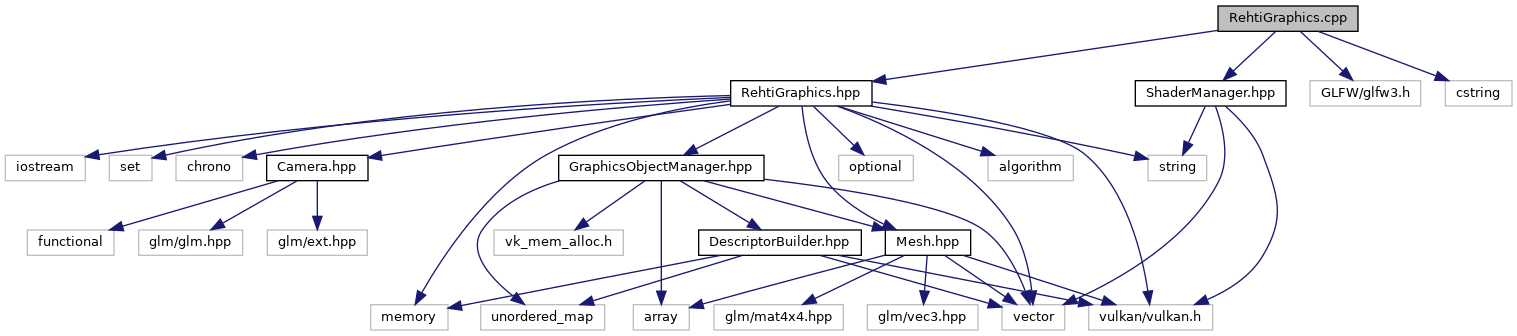 RehtiGraphics.cpp
RehtiGraphics.hpp
ShaderManager.hpp
GLFW/glfw3.h
cstring
iostream
set
chrono
Camera.hpp
GraphicsObjectManager.hpp
optional
algorithm
string
functional
glm/glm.hpp
glm/ext.hpp
vk_mem_alloc.h
DescriptorBuilder.hpp
Mesh.hpp
memory
unordered_map
array
glm/mat4x4.hpp
glm/vec3.hpp
vector
vulkan/vulkan.h